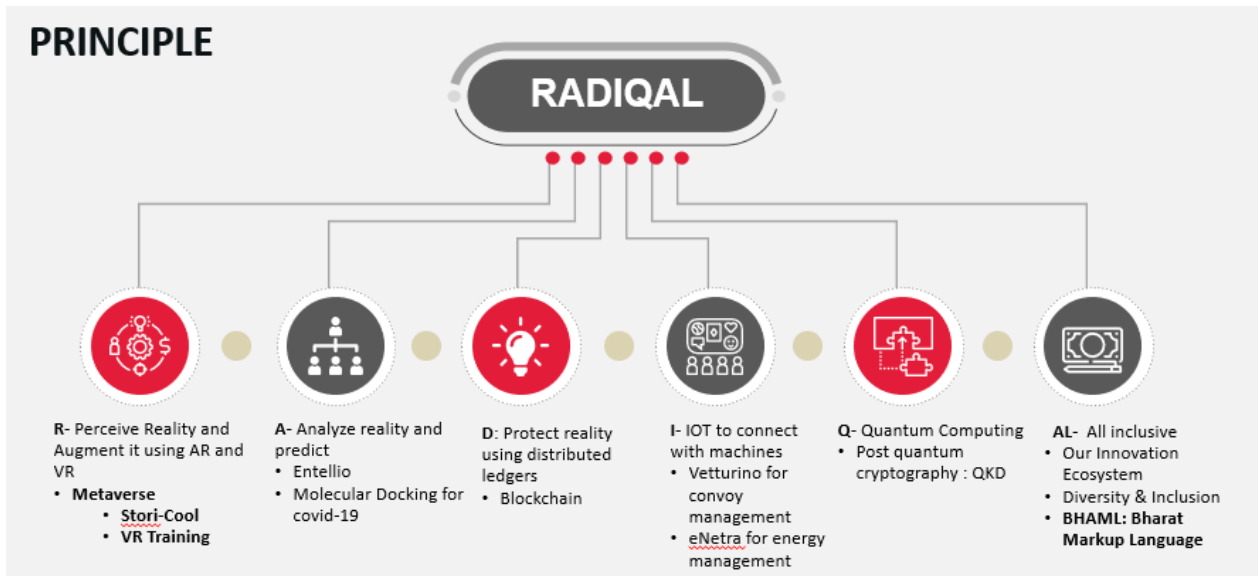 PRINCIPLE
RADIQAL
R- Perceive Reality and
Augment it using AR and
VR
• Metaverse
• Stori-Cool
• VR Training
A- Analyze reality and
predict
• Entellio
• Molecular Docking for
covid-19
D: Protect reality
using distributed
ledgers
• Blockchain
I- IOT to connect
with machines
• Vetturino for
convoy
management
• eNetra for energy
management
Q- Quantum Computing
• Post quantum
cryptography : QKD
AL- All inclusive
• Our Innovation
Ecosystem
• Diversity & Inclusion
• BHAML: Bharat
Markup Language